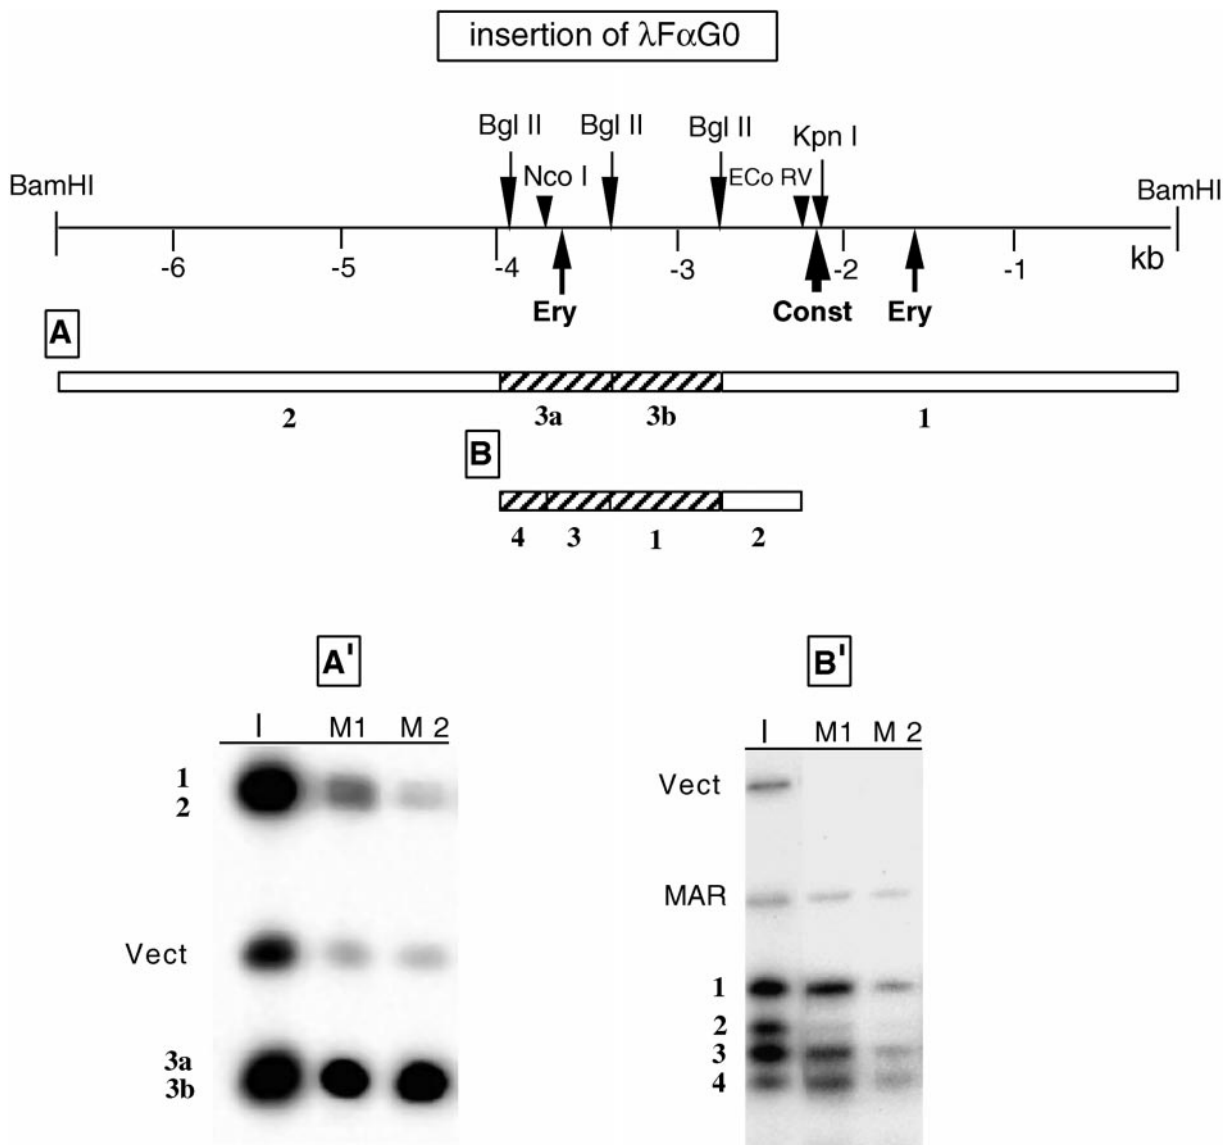 insertion of λFαG0
Bgl II Bgl II Bgl II Kpn I
BamHI Nco I ECo RV BamHI
-6 -5 -4 -3 -2 -1 kb
Ery Const Ery
A
2 3a 3b 1
B
4 3 1 2
A'
I M1 M 2
1
2
Vect
3a
3b
B'
I M1 M 2
Vect
MAR
1
2
3
4